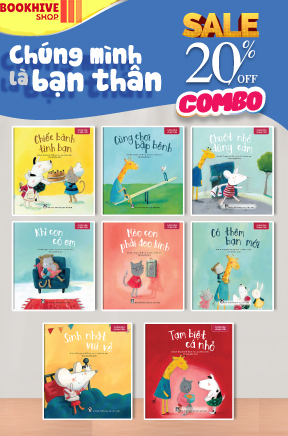 BOOKHIVE
SHOP
Chúng mình
là bạn thân
SALE
20% OFF
COMBO
Chiếc bánh
tình bạn
Cùng chơi
bập bênh
Chuột nhỏ
dũng cảm
Khi con
có em
Mèo con
phải đeo kính
Có thêm
bạn mới
Sinh nhật
vui vẻ
Tạm biệt
cá nhỏ